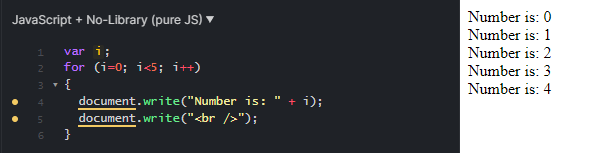 JavaScript + No-Library (pure JS) ▼
1 var i;
2 for (i=0; i<5; i++)
3 ▾ {
4 document.write("Number is: " + i);
5 document.write("<br />");
6 }
Number is: 0
Number is: 1
Number is: 2
Number is: 3
Number is: 4